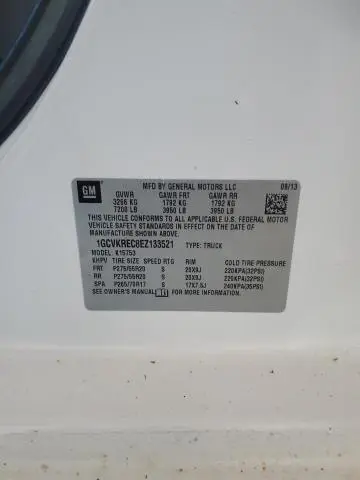 GM
MFD BY GENERAL MOTORS LLC 09/13
GVWR GAWR FRT GAWR RR
3266 KG 1792 KG 1792 KG
7200 LB 3950 LB 3950 LB
THIS VEHICLE CONFORMS TO ALL APPLICABLE U.S. FEDERAL MOTOR
VEHICLE SAFETY AND THEFT PREVENTION
STANDARDS IN EFFECT ON THE DATE OF
MANUFACTURE SHOWN ABOVE.
1GCVKREC8EZ133521 TYPE: TRUCK
MODEL: K15753
KHPV TIRE SIZE SPEED RTG RIM COLD TIRE PRESSURE
FRT P275/55R20 S 20X9J 220KPA(32PSI)
RR P275/55R20 S 20X9J 220KPA(32PSI)
SPA P265/70R17 S 17X7.5J 240KPA(35PSI)
SEE OWNER'S MANUAL FOR MORE INFORMATION.